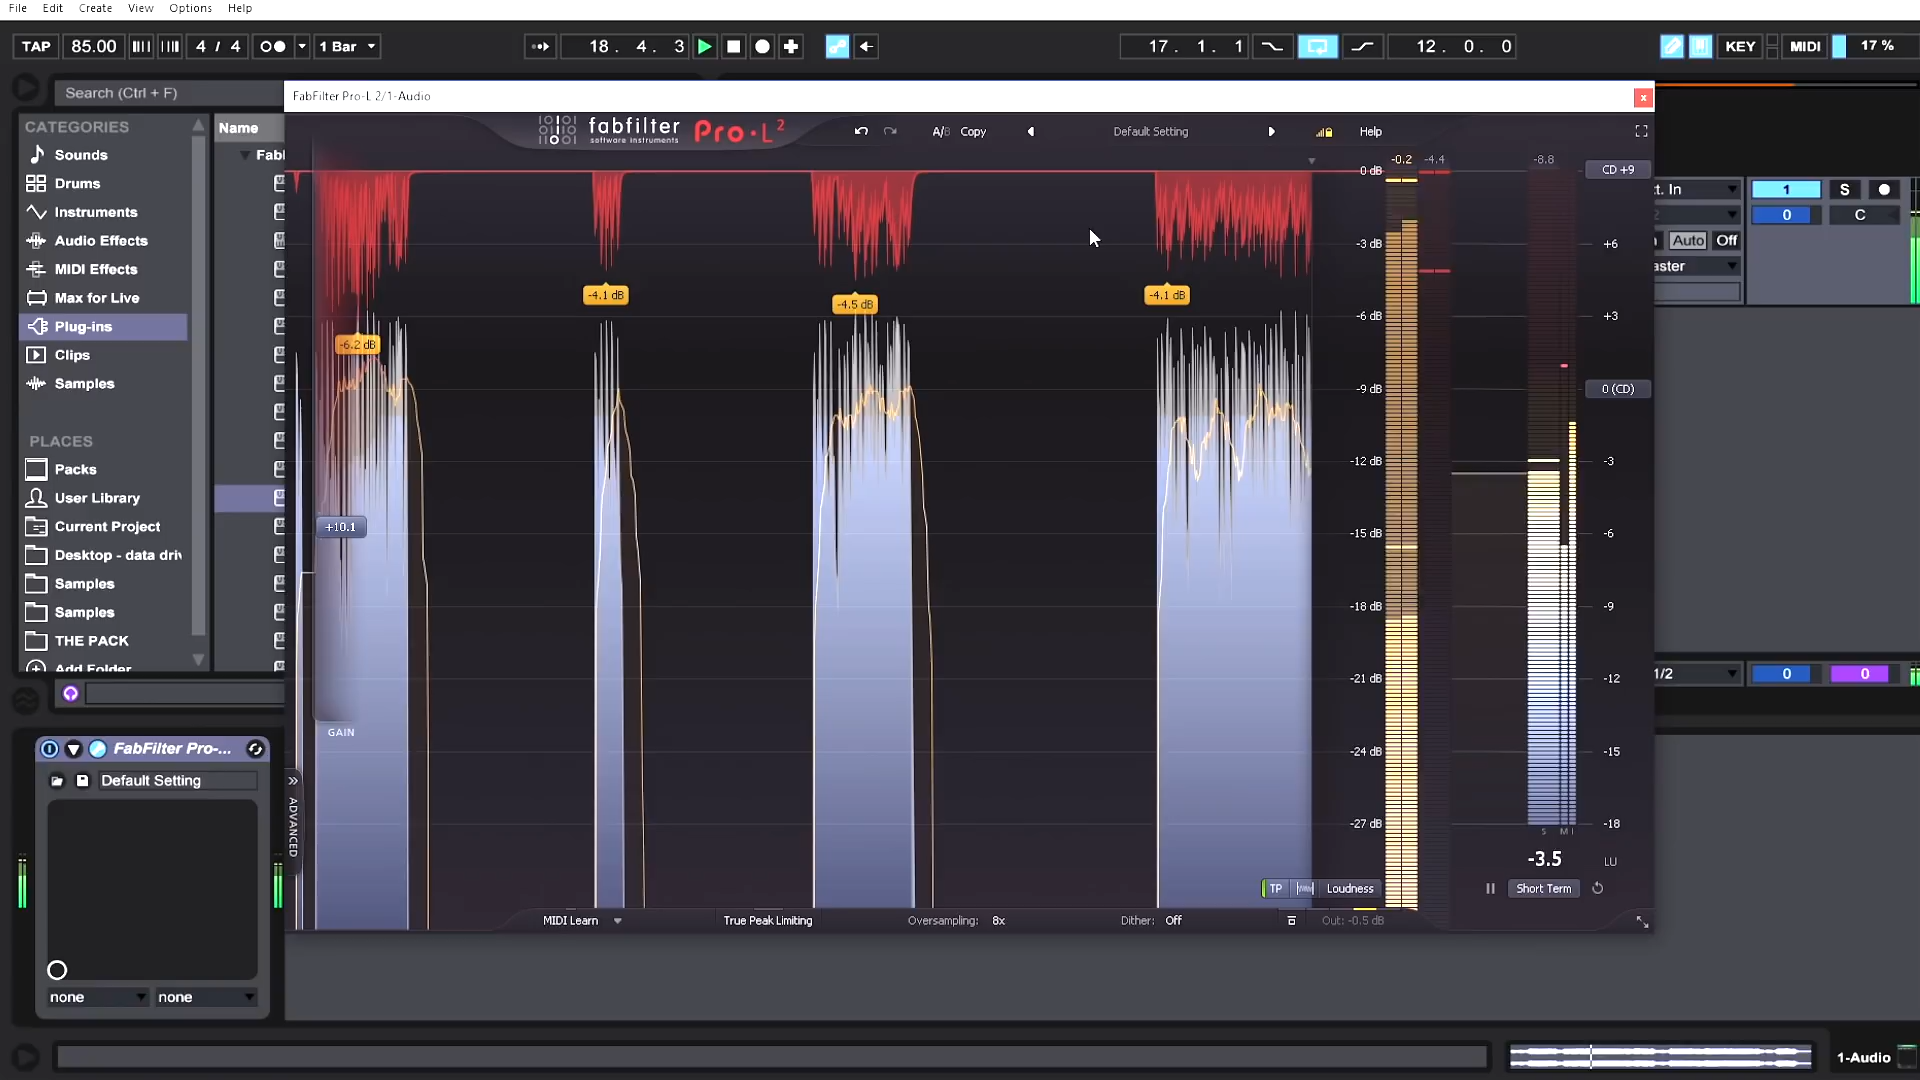 File Edit Create View Options Help
TAP 85.00 4 / 4 1 Bar 18. 4. 3 17. 1. 1 12. 0. 0 KEY MIDI 17 %
Search (Ctrl + F)
FabFilter Pro-L 2/1-Audio x
CATEGORIES
Sounds
Drums
Instruments
Audio Effects
MIDI Effects
Max for Live
Plug-ins
Clips
Samples
PLACES
Packs
User Library
Current Project
Desktop - data driv
Samples
Samples
THE PACK
Add Folder
Name
Fabl
fabfilter Pro·L 2
software instruments
A/B Copy Default Setting Help
-0.2 -4.4 -8.8
0 dB
-3 dB
-6 dB
-9 dB
-12 dB
-15 dB
-18 dB
-21 dB
-24 dB
-27 dB
CD +9
+6
+3
0 (CD)
-3
-6
-9
-12
-15
-18
S M I
-3.5 LU
Short Term
-6.2 dB
-4.1 dB
-4.5 dB
-4.1 dB
+10.1
GAIN
ADVANCED
TP Loudness
MIDI Learn True Peak Limiting Oversampling: 8x Dither: Off Out: -0.5 dB
t. In 1 S
0 C
Auto Off
aster
1/2 0 0
FabFilter Pro-...
Default Setting
none none
1-Audio